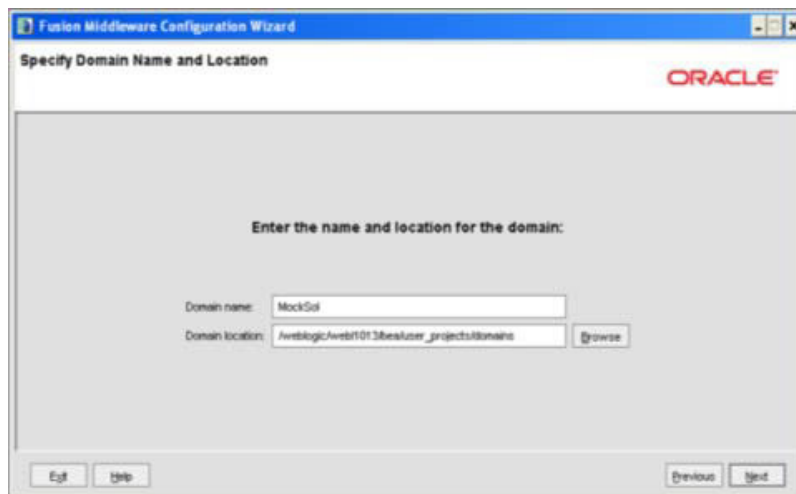 Fusion Middleware Configuration Wizard
Specify Domain Name and Location
ORACLE
Enter the name and location for the domain:
Domain name: MockSol
Domain location: /weblogic/webl1013/bea/user_projects/domains Browse
Exit Help Previous Next